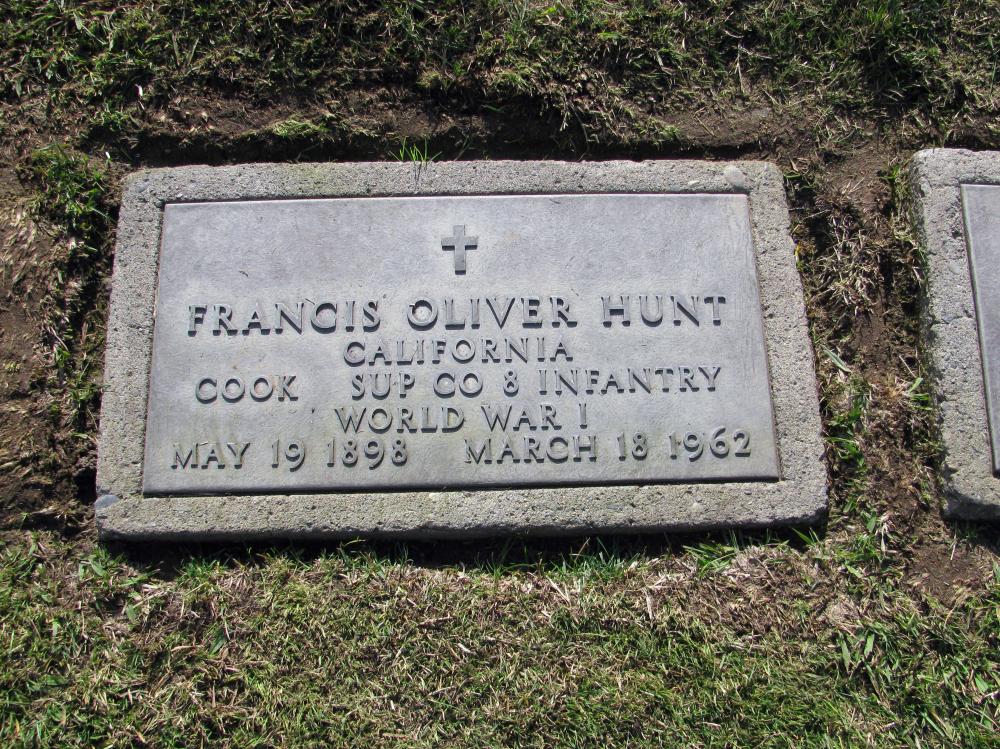 FRANCIS OLIVER HUNT
CALIFORNIA
COOK SUP CO 8 INFANTRY
WORLD WAR I
MAY 19 1898 MARCH 18 1962